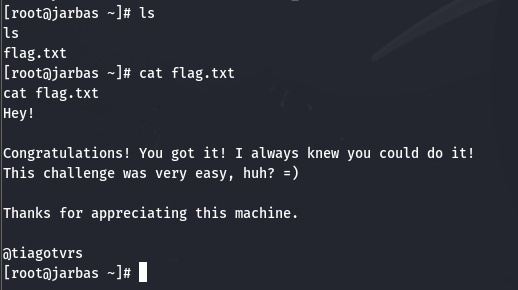 [root@jarbas ~]# ls
ls
flag.txt
[root@jarbas ~]# cat flag.txt
cat flag.txt
Hey!
Congratulations! You got it! I always knew you could do it!
This challenge was very easy, huh? =)
Thanks for appreciating this machine.
@tiagotvrs
[root@jarbas ~]#